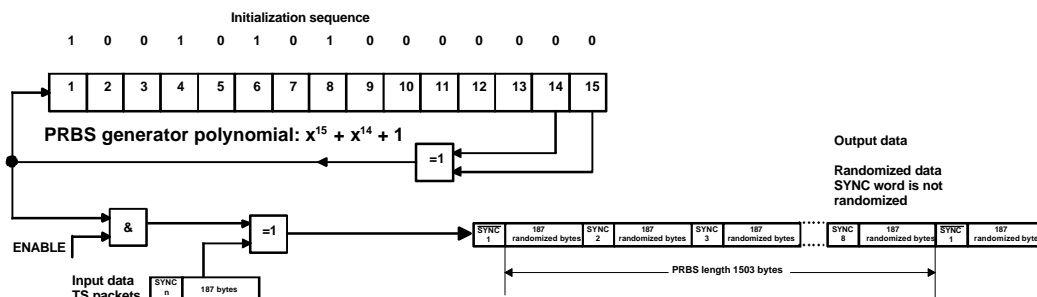 Initialization sequence
1 0 0 1 0 1 0 1 0 0 0 0 0 0 0
1 2 3 4 5 6 7 8 9 10 11 12 13 14 15
PRBS generator polynomial: x¹⁵ + x¹⁴ + 1
=1
Output data
Randomized data
SYNC word is not
randomized
&
=1
ENABLE
SYNC 1
187 randomized bytes
SYNC 2
187 randomized bytes
SYNC 3
187 randomized bytes
SYNC 8
187 randomized bytes
SYNC 1
187 randomized bytes
PRBS length 1503 bytes
Input data
TS packets
SYNC n
187 bytes